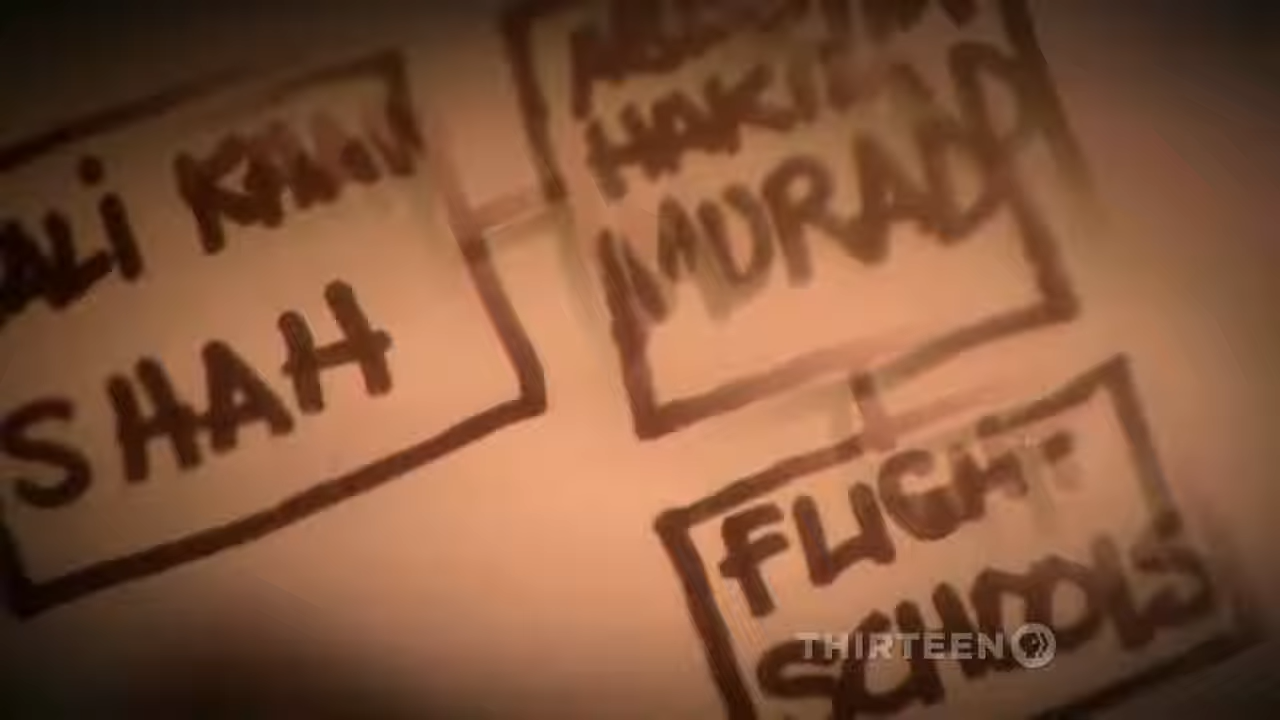 ALI KHAN
SHAH
HAKIM
MURAD
FLIGHT
SCHOOLS
THIRTEEN